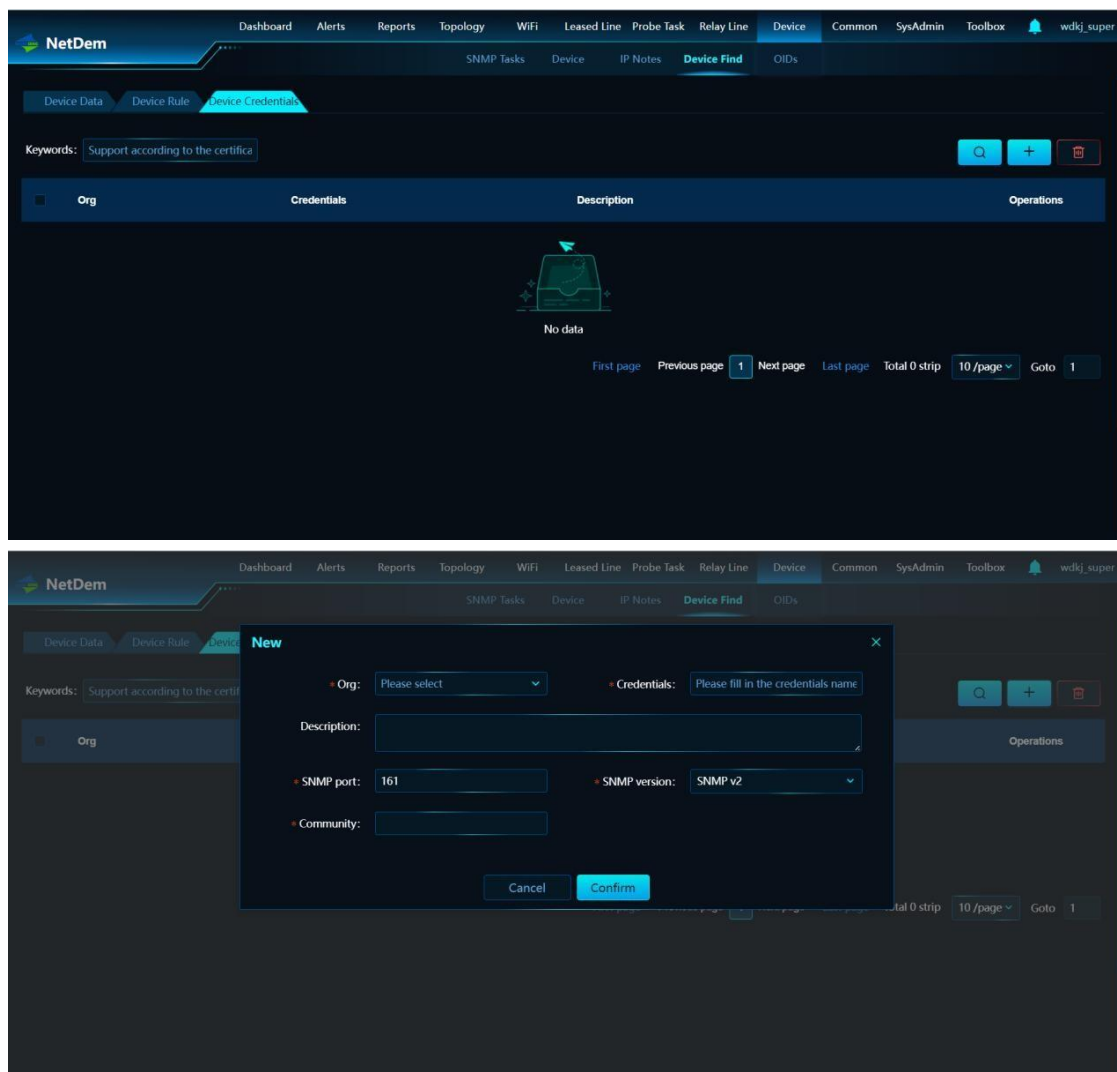 NetDem
Dashboard Alerts Reports Topology WiFi Leased Line Probe Task Relay Line Device Common SysAdmin Toolbox wdkj_super
SNMP Tasks Device IP Notes Device Find OIDs
Device Data Device Rule Device Credentials
Keywords: Support according to the certifica
Org Credentials Description Operations
No data
First page Previous page 1 Next page Last page Total 0 strip 10 /page Goto 1
NetDem
Dashboard Alerts Reports Topology WiFi Leased Line Probe Task Relay Line Device Common SysAdmin Toolbox wdkj_super
SNMP Tasks Device IP Notes Device Find OIDs
Device Data Device Rule Device
New
Keywords: Support according to the certif
* Org: Please select * Credentials: Please fill in the credentials name
Description:
Org Operations
* SNMP port: 161 * SNMP version: SNMP v2
* Community:
Cancel Confirm
10 /page Goto 1